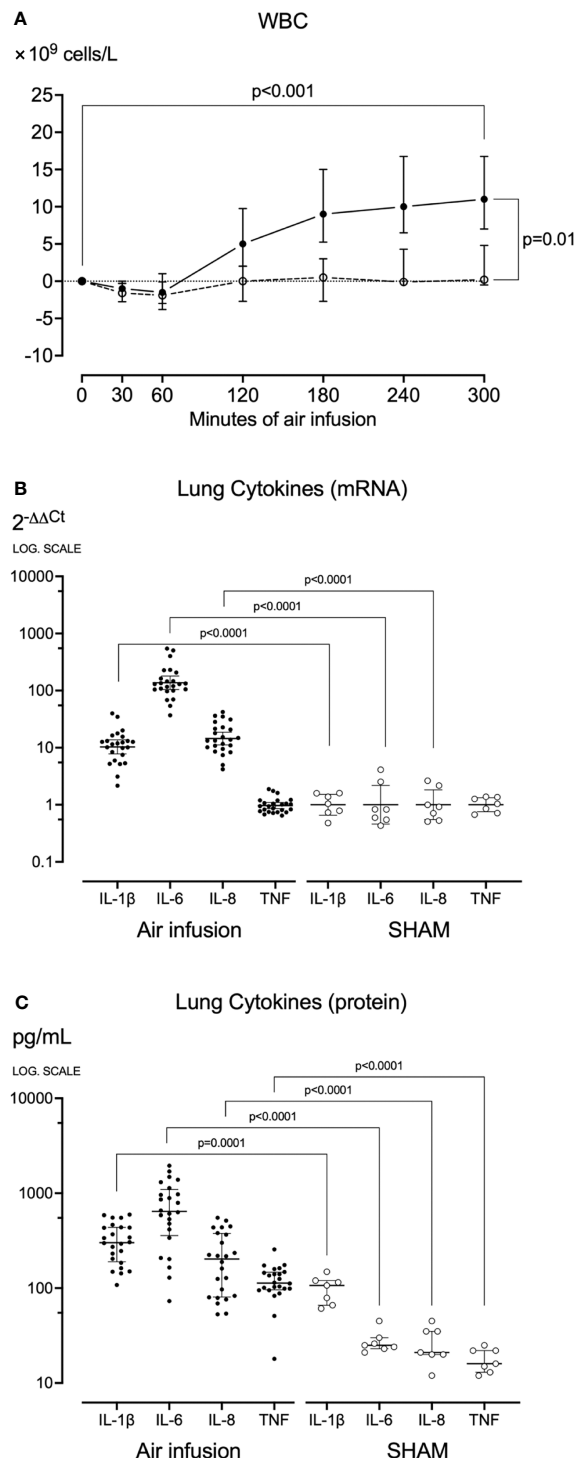 A
WBC
× 10⁹ cells/L
p<0.001
25
20
15
10
5
0
-5
-10
p=0.01
0 30 60 120 180 240 300
Minutes of air infusion
B
Lung Cytokines (mRNA)
2-ΔΔCt
LOG. SCALE
10000
1000
100
10
1
0.1
p<0.0001
p<0.0001
p<0.0001
IL-1β IL-6 IL-8 TNF IL-1β IL-6 IL-8 TNF
Air infusion SHAM
C
Lung Cytokines (protein)
pg/mL
LOG. SCALE
10000
1000
100
10
p<0.0001
p<0.0001
p<0.0001
p=0.0001
IL-1β IL-6 IL-8 TNF IL-1β IL-6 IL-8 TNF
Air infusion SHAM